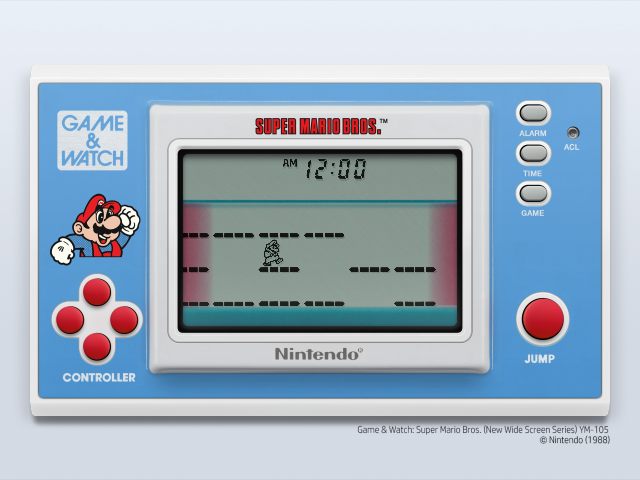 SUPER MARIO BROS.™
GAME
&
WATCH
AM 12:00
ALARM
ACL
TIME
GAME
Nintendo®
CONTROLLER
JUMP
Game & Watch: Super Mario Bros. (New Wide Screen Series) YM-105
© Nintendo (1988)